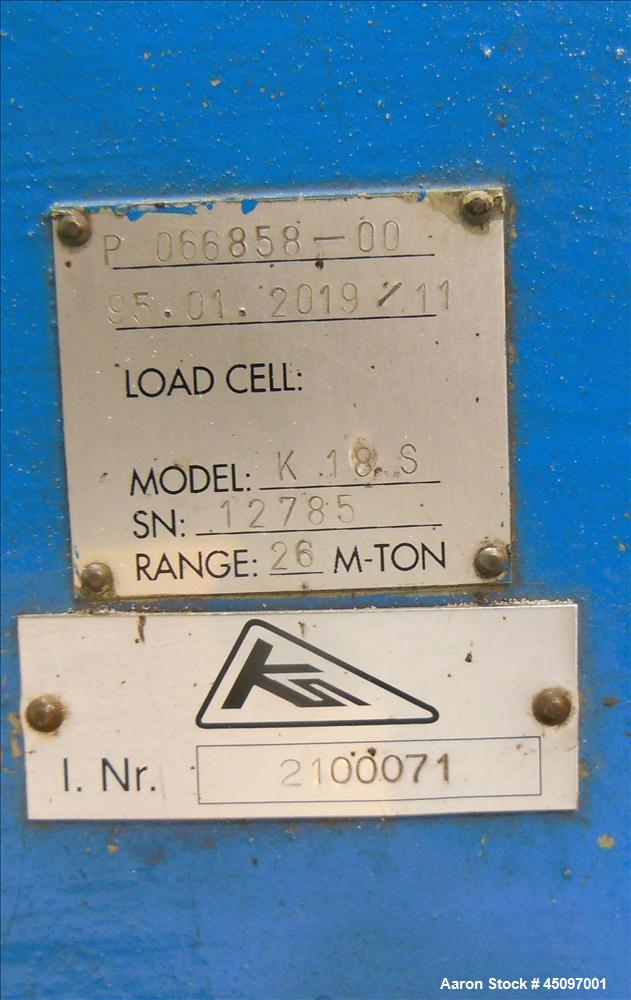 P 066858-00
95.01.2019/11
LOAD CELL:
MODEL: K 18 S
SN: 12785
RANGE: 26 M-TON
KS
I. Nr. 2100071
Aaron Stock # 45097001